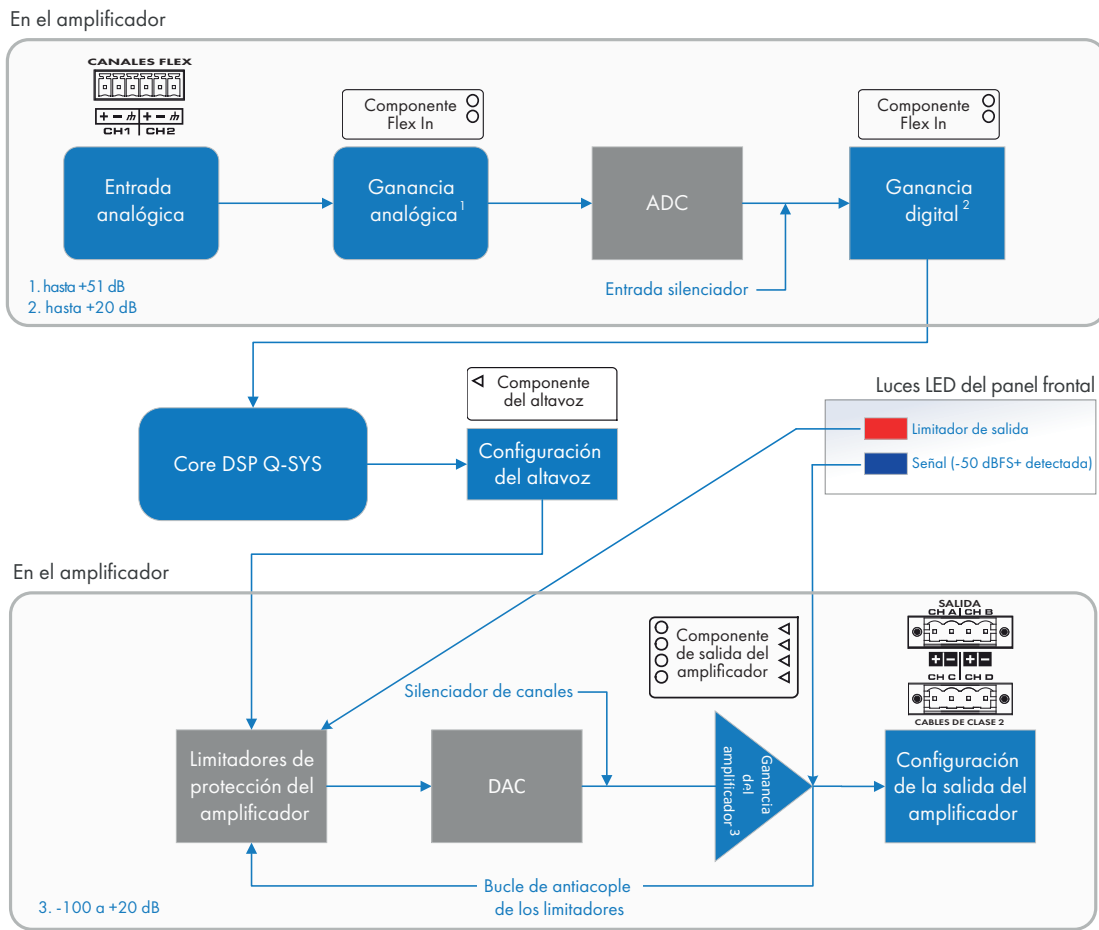 En el amplificador
CANALES FLEX
+ − ⏚ + − ⏚
CH1 CH2
Componente
Flex In
Componente
Flex In
Entrada
analógica
Ganancia
analógica 1
ADC
Ganancia
digital 2
1. hasta +51 dB
2. hasta +20 dB
Entrada silenciador
Componente
del altavoz
Luces LED del panel frontal
Limitador de salida
Señal (-50 dBFS+ detectada)
Core DSP Q-SYS
Configuración
del altavoz
En el amplificador
SALIDA
CH A CH B
+ − + −
CH C CH D
CABLES DE CLASE 2
Componente
de salida del
amplificador
Silenciador de canales
Limitadores de
protección del
amplificador
DAC
Ganancia
del
amplificador 3
Configuración
de la salida del
amplificador
Bucle de antiacople
de los limitadores
3. -100 a +20 dB